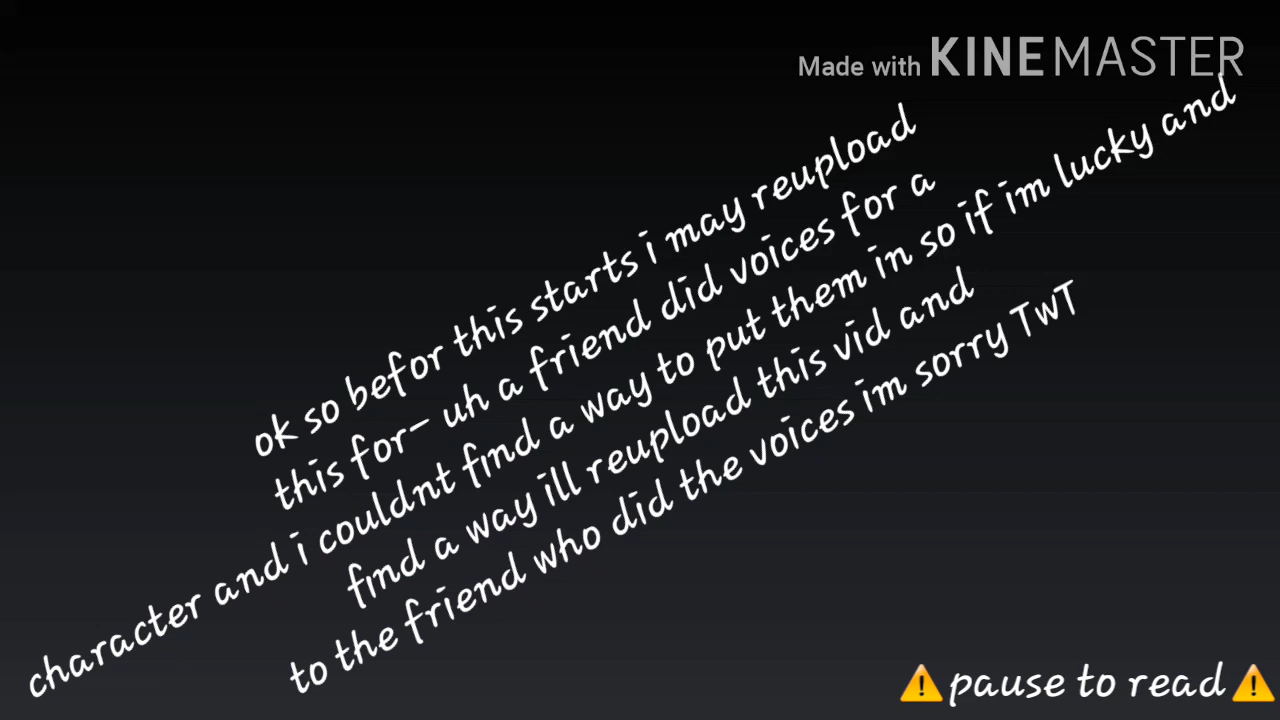 Made with KINEMASTER
ok so befor this starts i may reupload
this for- uh a friend did voices for a
character and i couldnt find a way to put them in so if im lucky and
find a way ill reupload this vid and
to the friend who did the voices im sorry TwT
⚠pause to read⚠